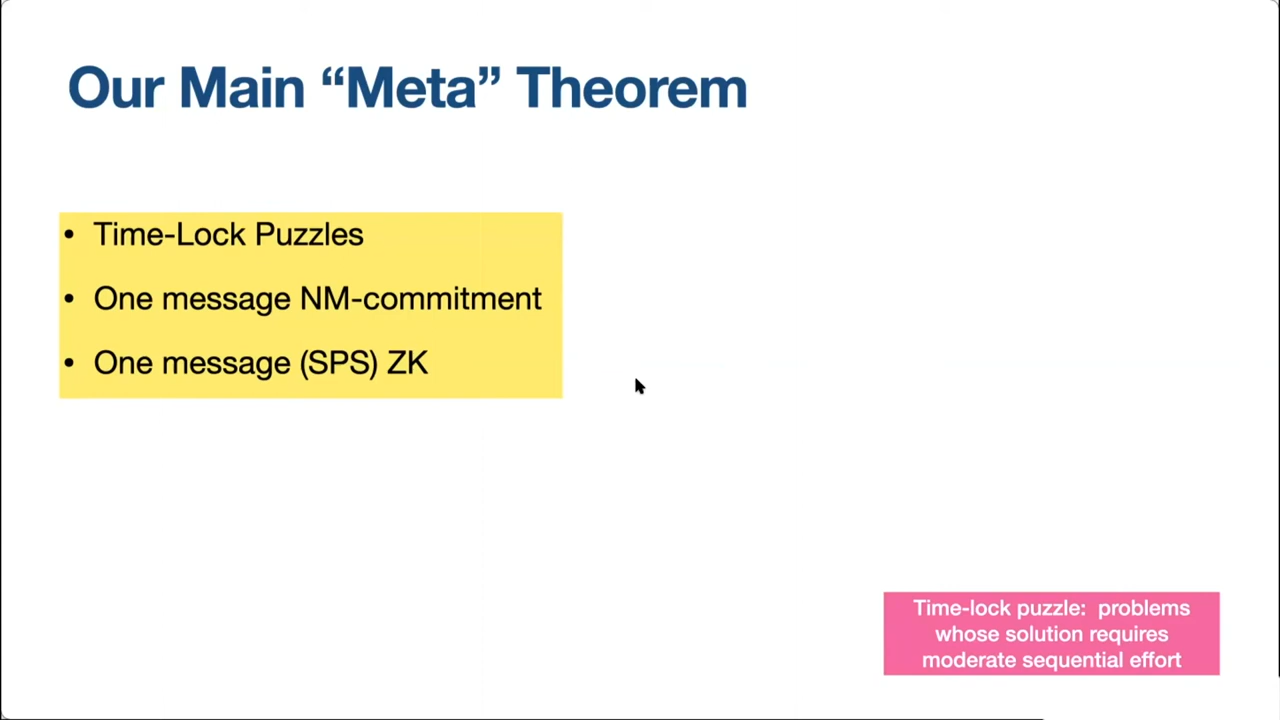 Our Main “Meta” Theorem
• Time-Lock Puzzles
• One message NM-commitment
• One message (SPS) ZK
Time-lock puzzle: problems
whose solution requires
moderate sequential effort